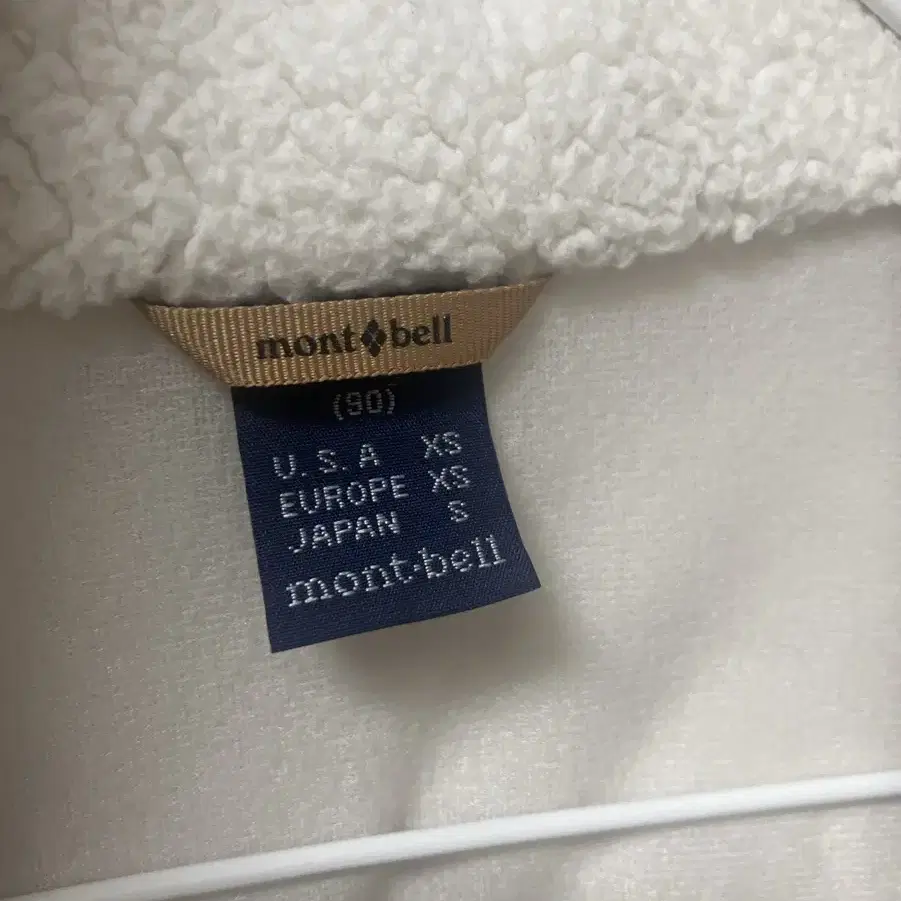 mont bell
(90)
U.S.A XS
EUROPE XS
JAPAN S
mont·bell